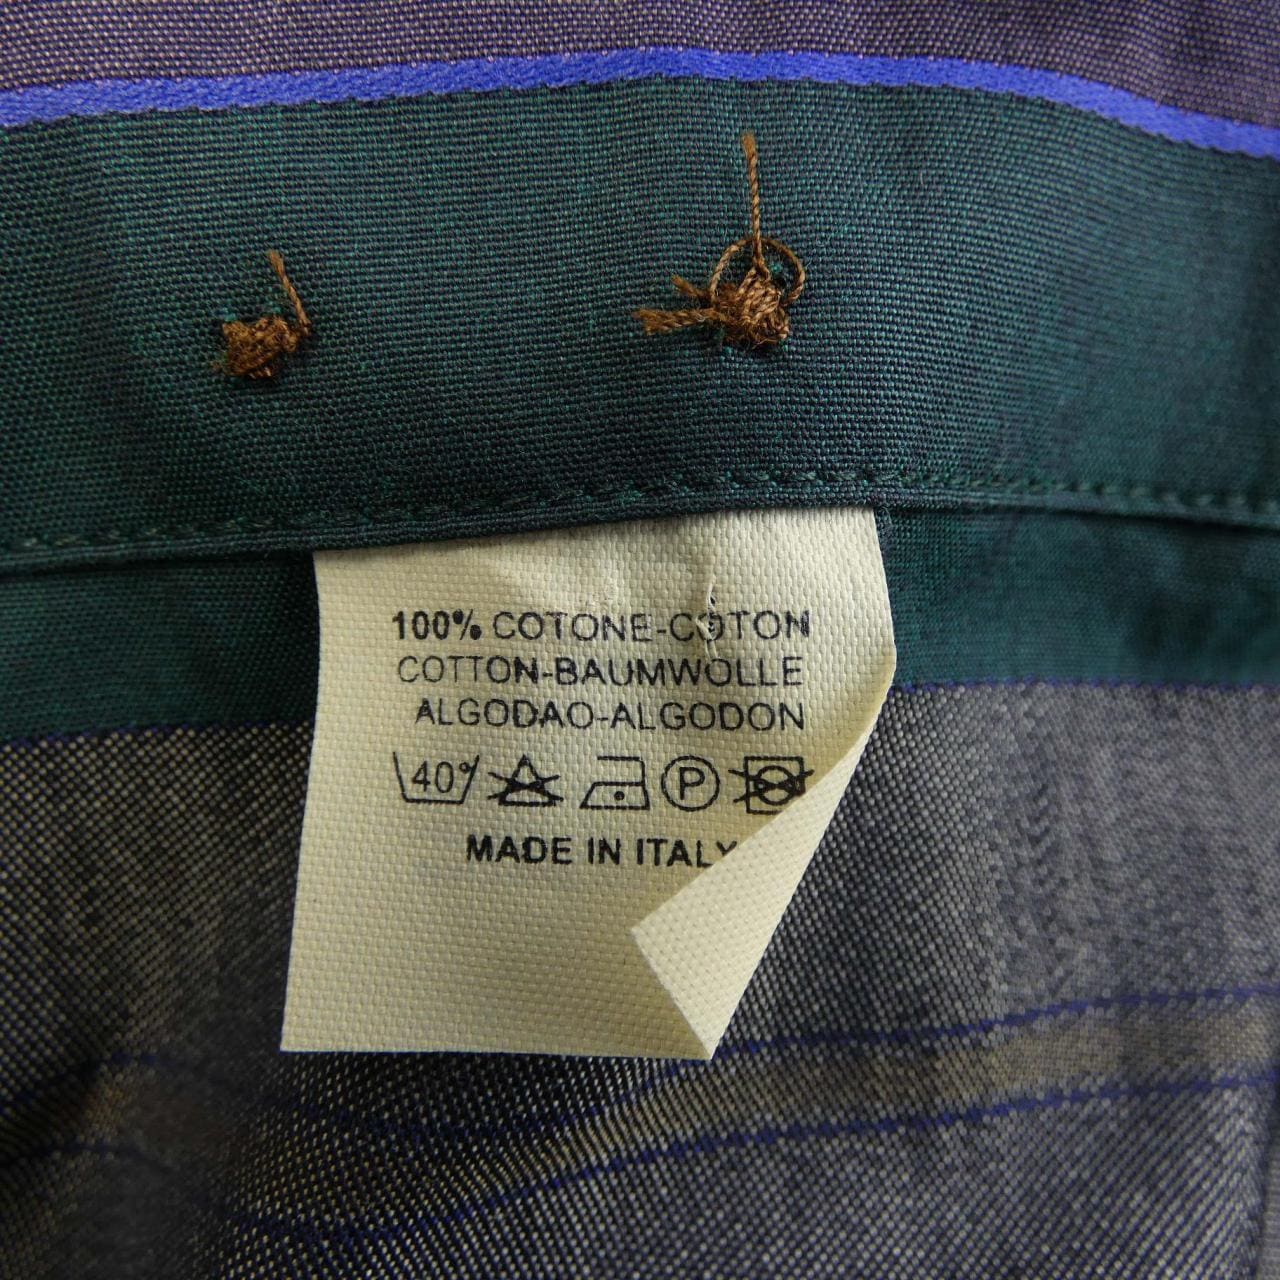 100% COTONE-COTON
COTTON-BAUMWOLLE
ALGODAO-ALGODON
40° P
MADE IN ITALY